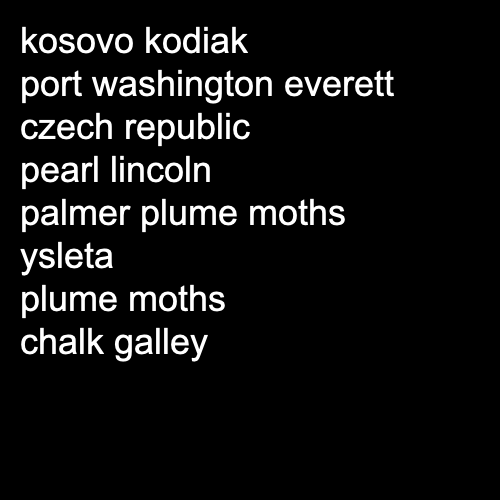 kosovo kodiak
port washington everett
czech republic
pearl lincoln
palmer plume moths
ysleta
plume moths
chalk galley